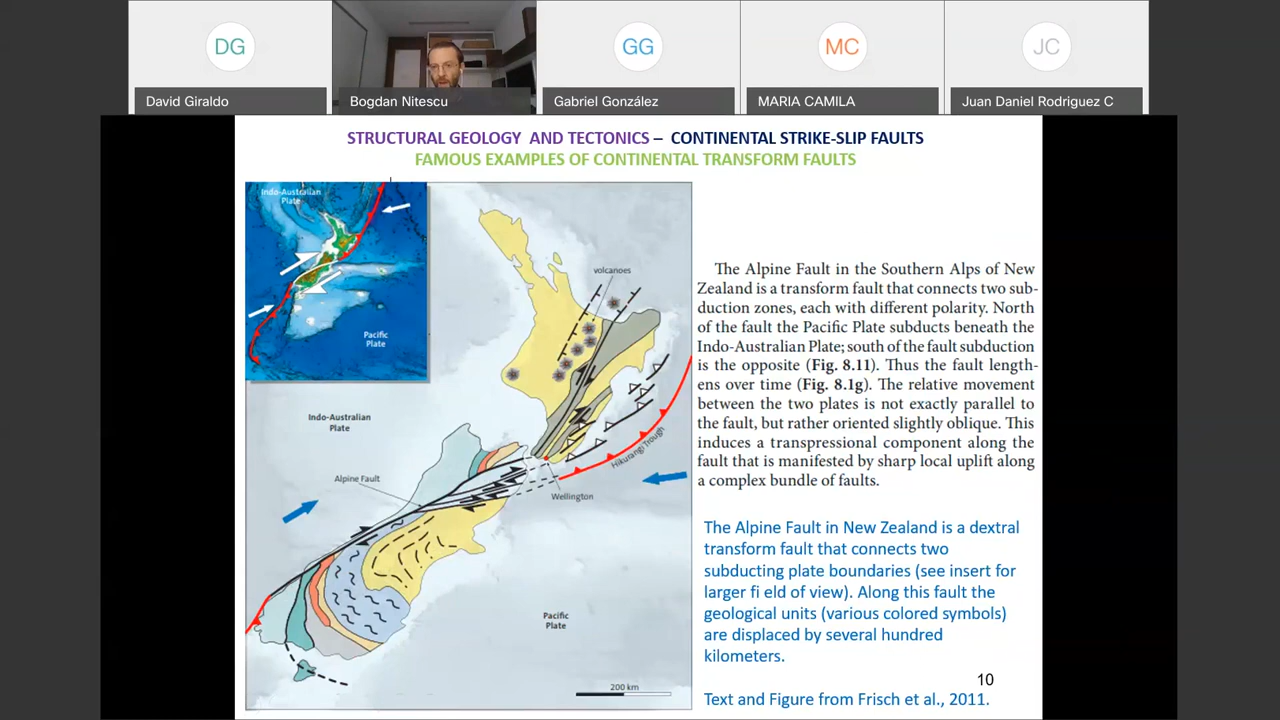 DG
GG
MC
JC
David Giraldo
Bogdan Nitescu
Gabriel González
MARIA CAMILA
Juan Daniel Rodriguez C
STRUCTURAL GEOLOGY AND TECTONICS – CONTINENTAL STRIKE-SLIP FAULTS
FAMOUS EXAMPLES OF CONTINENTAL TRANSFORM FAULTS
Indo-Australian
Plate
Pacific
Plate
volcanoes
Indo-Australian
Plate
Hikurangi Trough
Alpine Fault
Wellington
Pacific
Plate
200 km
The Alpine Fault in the Southern Alps of New
Zealand is a transform fault that connects two sub-
duction zones, each with different polarity. North
of the fault the Pacific Plate subducts beneath the
Indo-Australian Plate; south of the fault subduction
is the opposite (Fig. 8.11). Thus the fault length-
ens over time (Fig. 8.1g). The relative movement
between the two plates is not exactly parallel to
the fault, but rather oriented slightly oblique. This
induces a transpressional component along the
fault that is manifested by sharp local uplift along
a complex bundle of faults.
The Alpine Fault in New Zealand is a dextral
transform fault that connects two
subducting plate boundaries (see insert for
larger fi eld of view). Along this fault the
geological units (various colored symbols)
are displaced by several hundred
kilometers.
10
Text and Figure from Frisch et al., 2011.